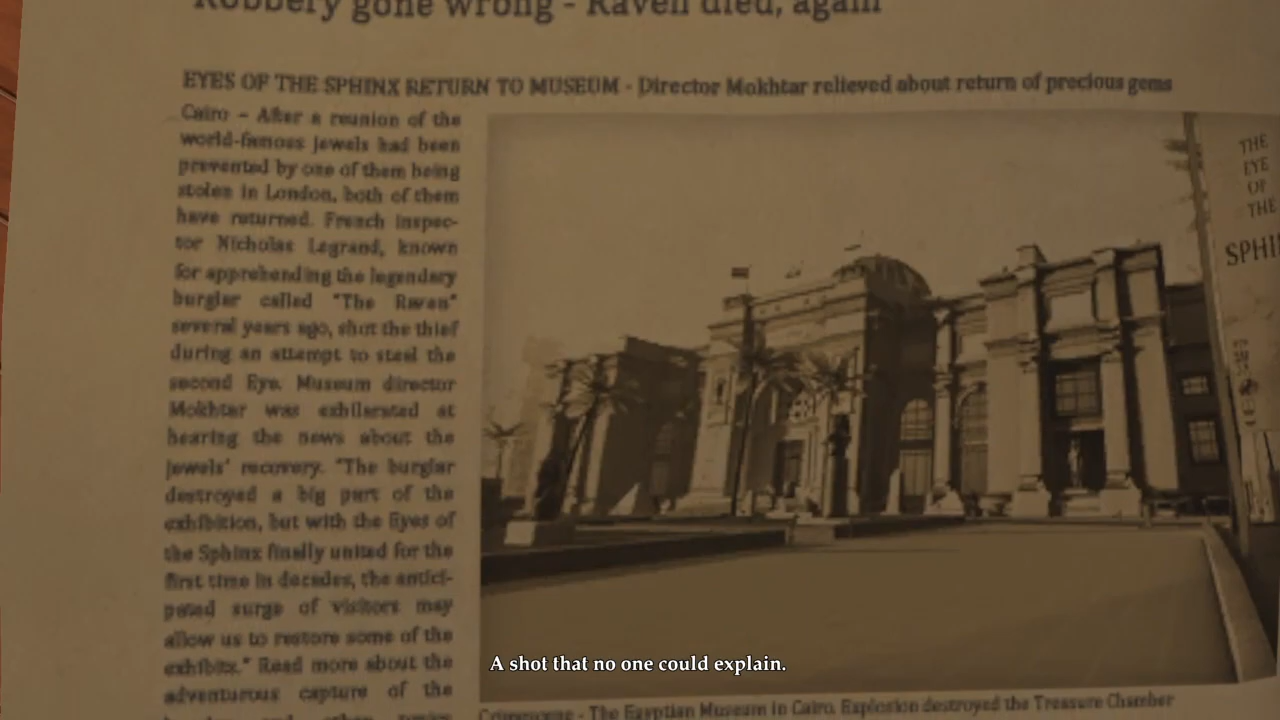 Robbery gone wrong - Raven died, again
EYES OF THE SPHINX RETURN TO MUSEUM - Director Mokhtar relieved about return of precious gems
Cairo - After a reunion of the
world-famous jewels had been
prevented by one of them being
stolen in London, both of them
have returned. French inspec-
tor Nicholas Legrand, known
for apprehending the legendary
burglar called "The Raven"
several years ago, shot the thief
during an attempt to steal the
second Eye. Museum director
Mokhtar was exhilarated at
hearing the news about the
jewels' recovery. "The burglar
destroyed a big part of the
exhibition, but with the Eyes of
the Sphinx finally united for the
first time in decades, the antici-
pated surge of visitors may
allow us to restore some of the
exhibits." Read more about the
adventurous capture of the
THE
EYE
OF
THE
SPHI
A shot that no one could explain.
- The Egyptian Museum in Cairo. Explosion destroyed the Treasure Chamber